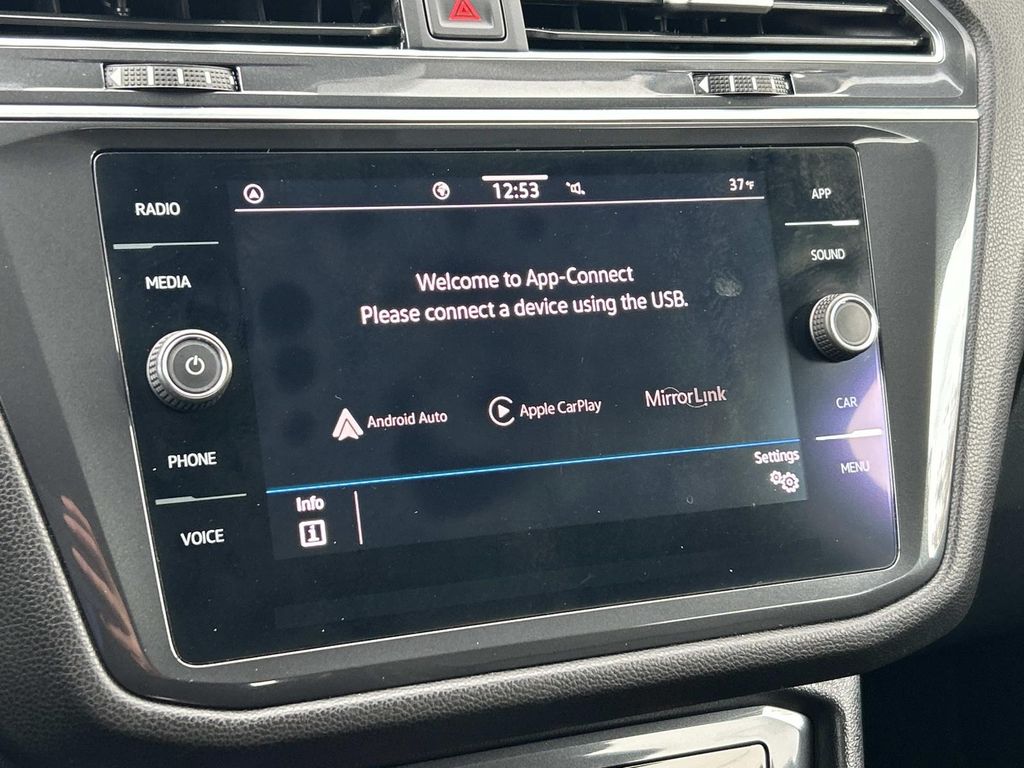 RADIO
MEDIA
PHONE
VOICE
12:53
37°F
Welcome to App-Connect
Please connect a device using the USB.
Android Auto
Apple CarPlay
MirrorLink
Settings
Info
i
APP
SOUND
CAR
MENU